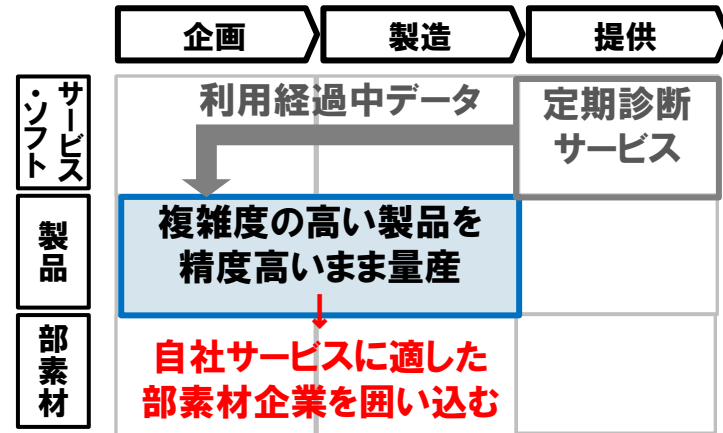 企画
製造
提供
サービス
・ソフト
利用経過中データ
定期診断
サービス
製品
複雑度の高い製品を
精度高いまま量産
↓
部素材
自社サービスに適した
部素材企業を囲い込む